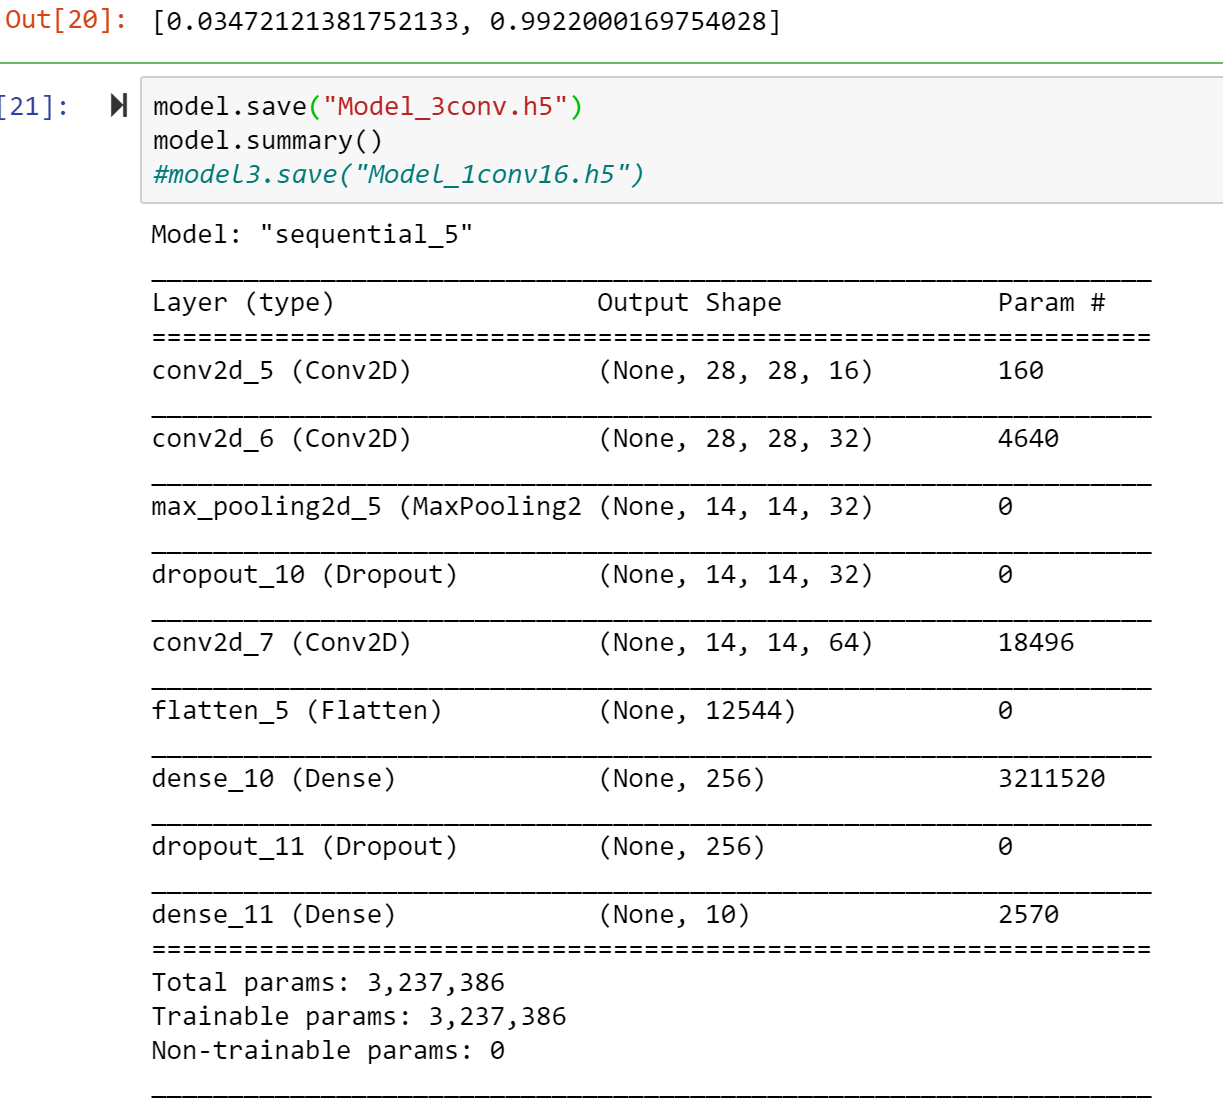 Out[20]: [0.03472121381752133, 0.9922000169754028]
[21]: model.save("Model_3conv.h5")
model.summary()
#model3.save("Model_1conv16.h5")
Model: "sequential_5"
_________________________________________________________________
Layer (type) Output Shape Param #
=================================================================
conv2d_5 (Conv2D) (None, 28, 28, 16) 160
_________________________________________________________________
conv2d_6 (Conv2D) (None, 28, 28, 32) 4640
_________________________________________________________________
max_pooling2d_5 (MaxPooling2 (None, 14, 14, 32) 0
_________________________________________________________________
dropout_10 (Dropout) (None, 14, 14, 32) 0
_________________________________________________________________
conv2d_7 (Conv2D) (None, 14, 14, 64) 18496
_________________________________________________________________
flatten_5 (Flatten) (None, 12544) 0
_________________________________________________________________
dense_10 (Dense) (None, 256) 3211520
_________________________________________________________________
dropout_11 (Dropout) (None, 256) 0
_________________________________________________________________
dense_11 (Dense) (None, 10) 2570
=================================================================
Total params: 3,237,386
Trainable params: 3,237,386
Non-trainable params: 0
_________________________________________________________________